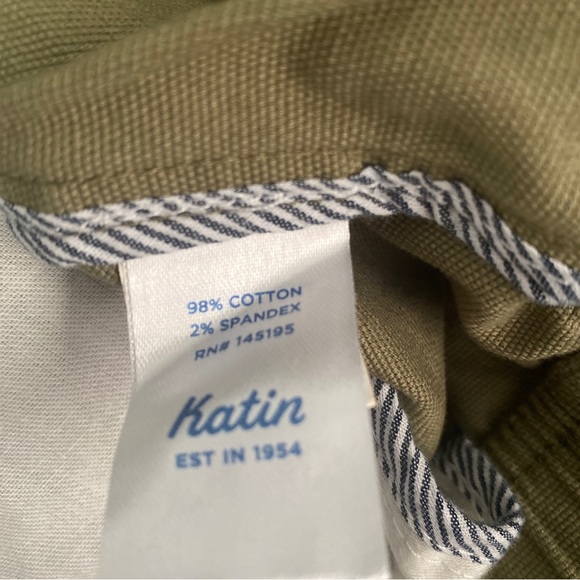 98% COTTON
2% SPANDEX
RN# 145195
Katin
EST IN 1954